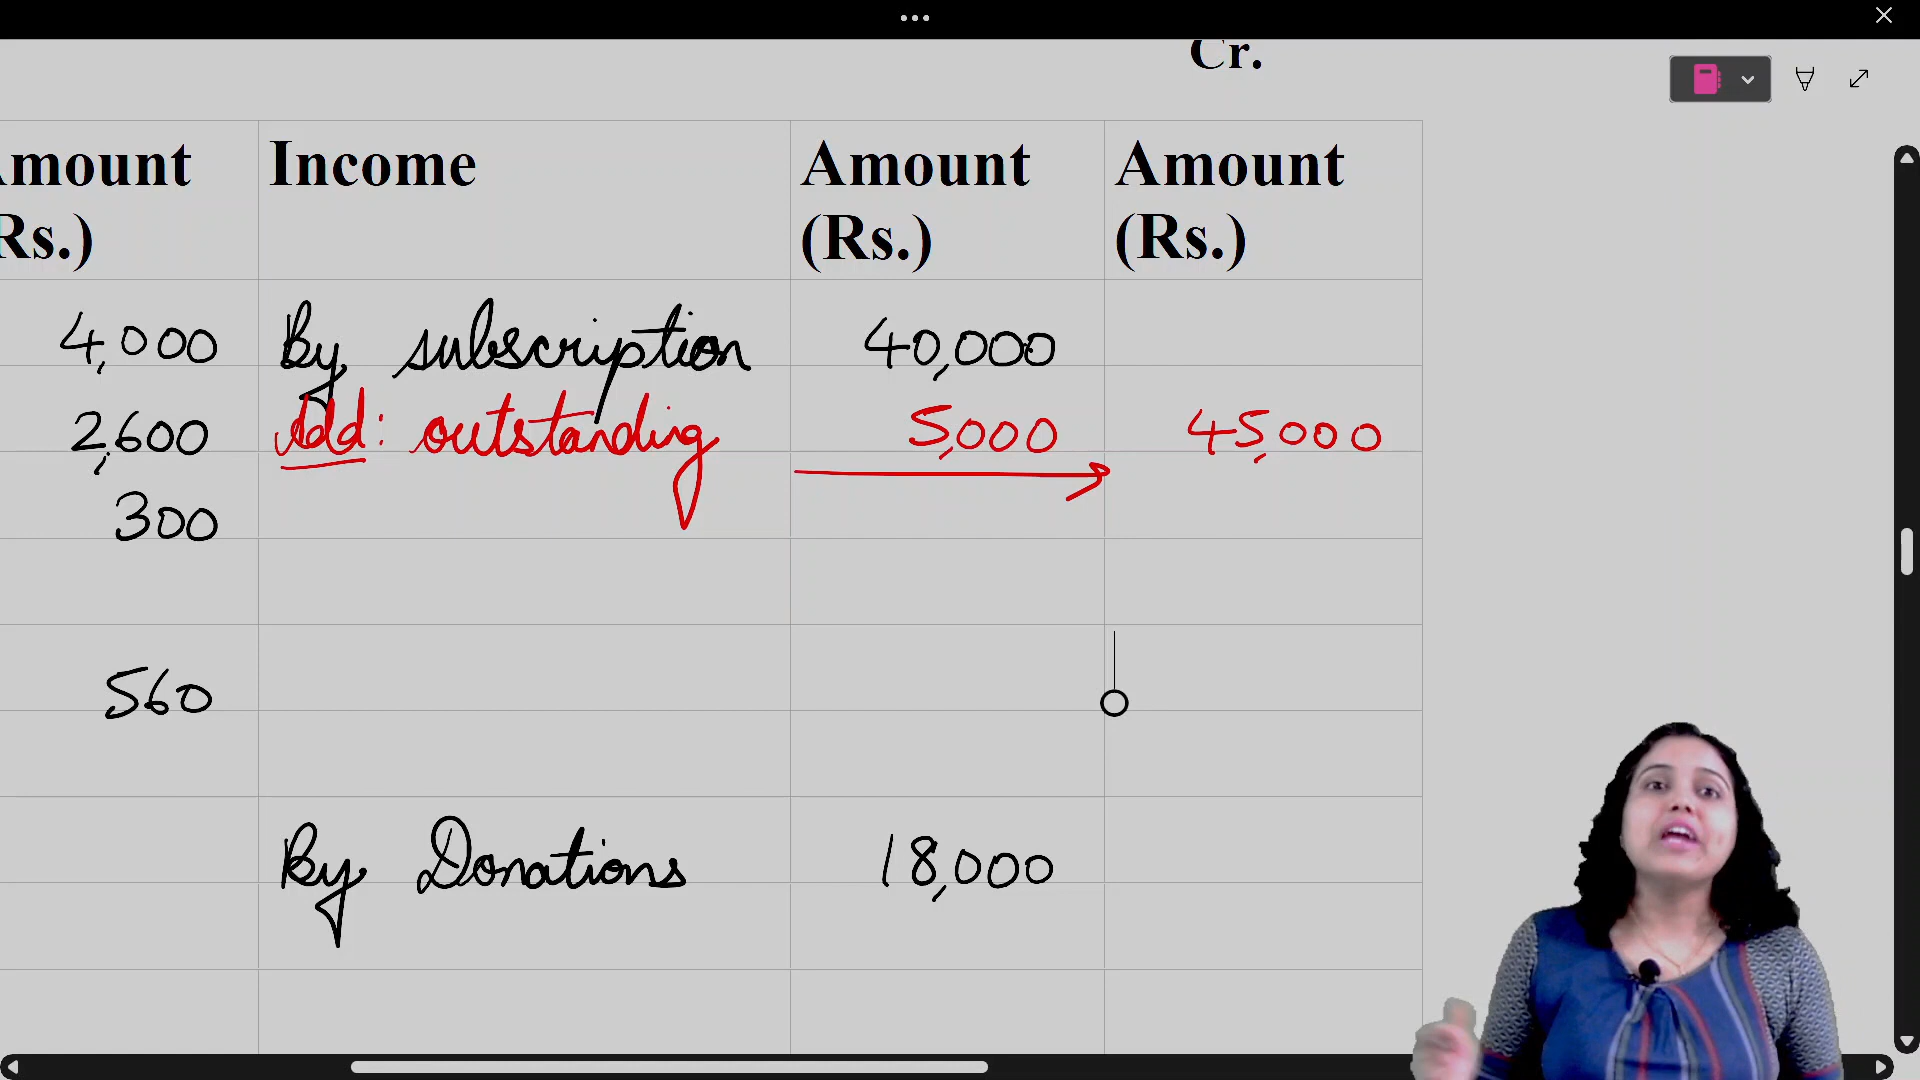 Cr.
Amount Income Amount Amount
Rs.) (Rs.) (Rs.)
4,000 By subscription 40,000
2,600 Add: outstanding 5,000 45,000
300
560
By Donations 18,000